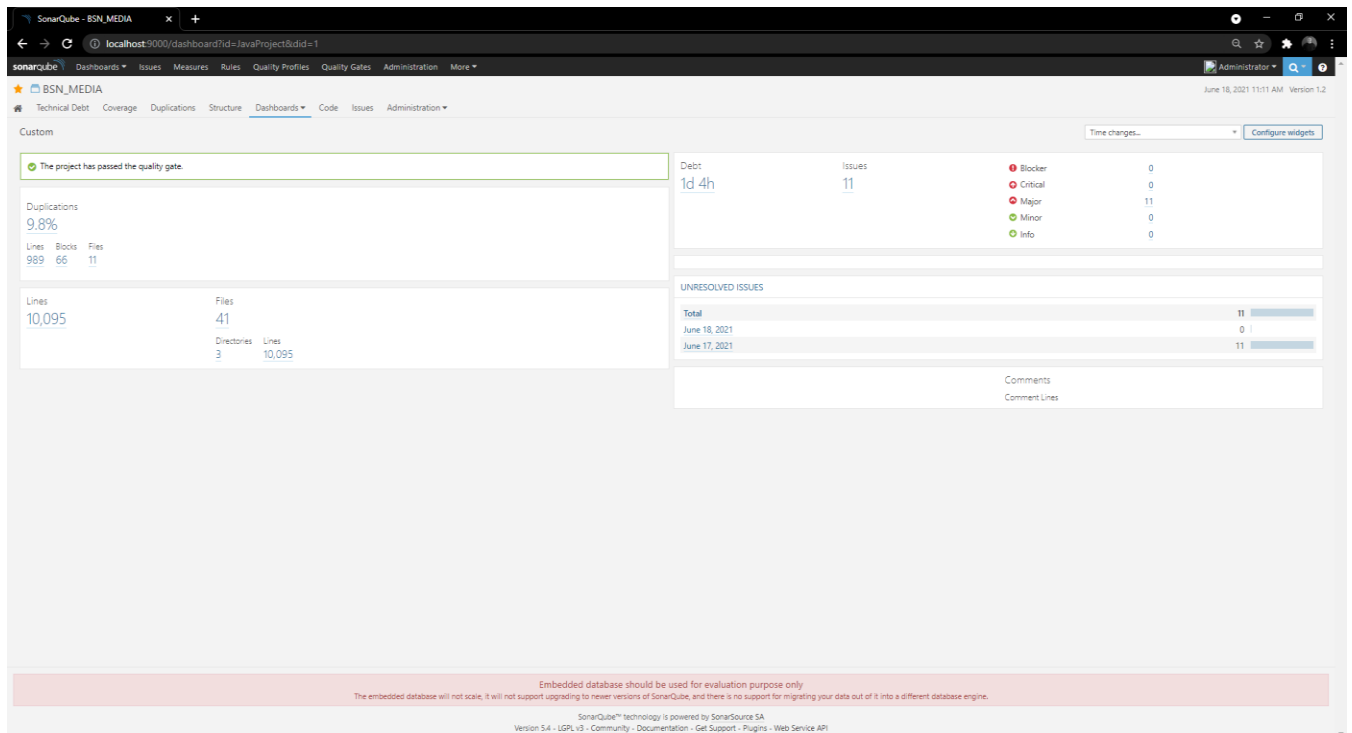 SonarQube - BSN_MEDIA
localhost:9000/dashboard?id=JavaProject&did=1
sonarqube Dashboards Issues Measures Rules Quality Profiles Quality Gates Administration More Administrator
BSN_MEDIA June 18, 2021 11:11 AM Version 1.2
Technical Debt Coverage Duplications Structure Dashboards Code Issues Administration
Custom Time changes... Configure widgets
The project has passed the quality gate.
Duplications
9.8%
Lines Blocks Files
989 66 11
Lines Files
10,095 41
Directories Lines
3 10,095
Debt Issues
1d 4h 11
Blocker 0
Critical 0
Major 11
Minor 0
Info 0
UNRESOLVED ISSUES
Total 11
June 18, 2021 0
June 17, 2021 11
Comments
Comment Lines
Embedded database should be used for evaluation purpose only
The embedded database will not scale, it will not support upgrading to newer versions of SonarQube, and there is no support for migrating your data out of it into a different database engine.
SonarQube™ technology is powered by SonarSource SA
Version 5.4 - LGPL v3 - Community - Documentation - Get Support - Plugins - Web Service API